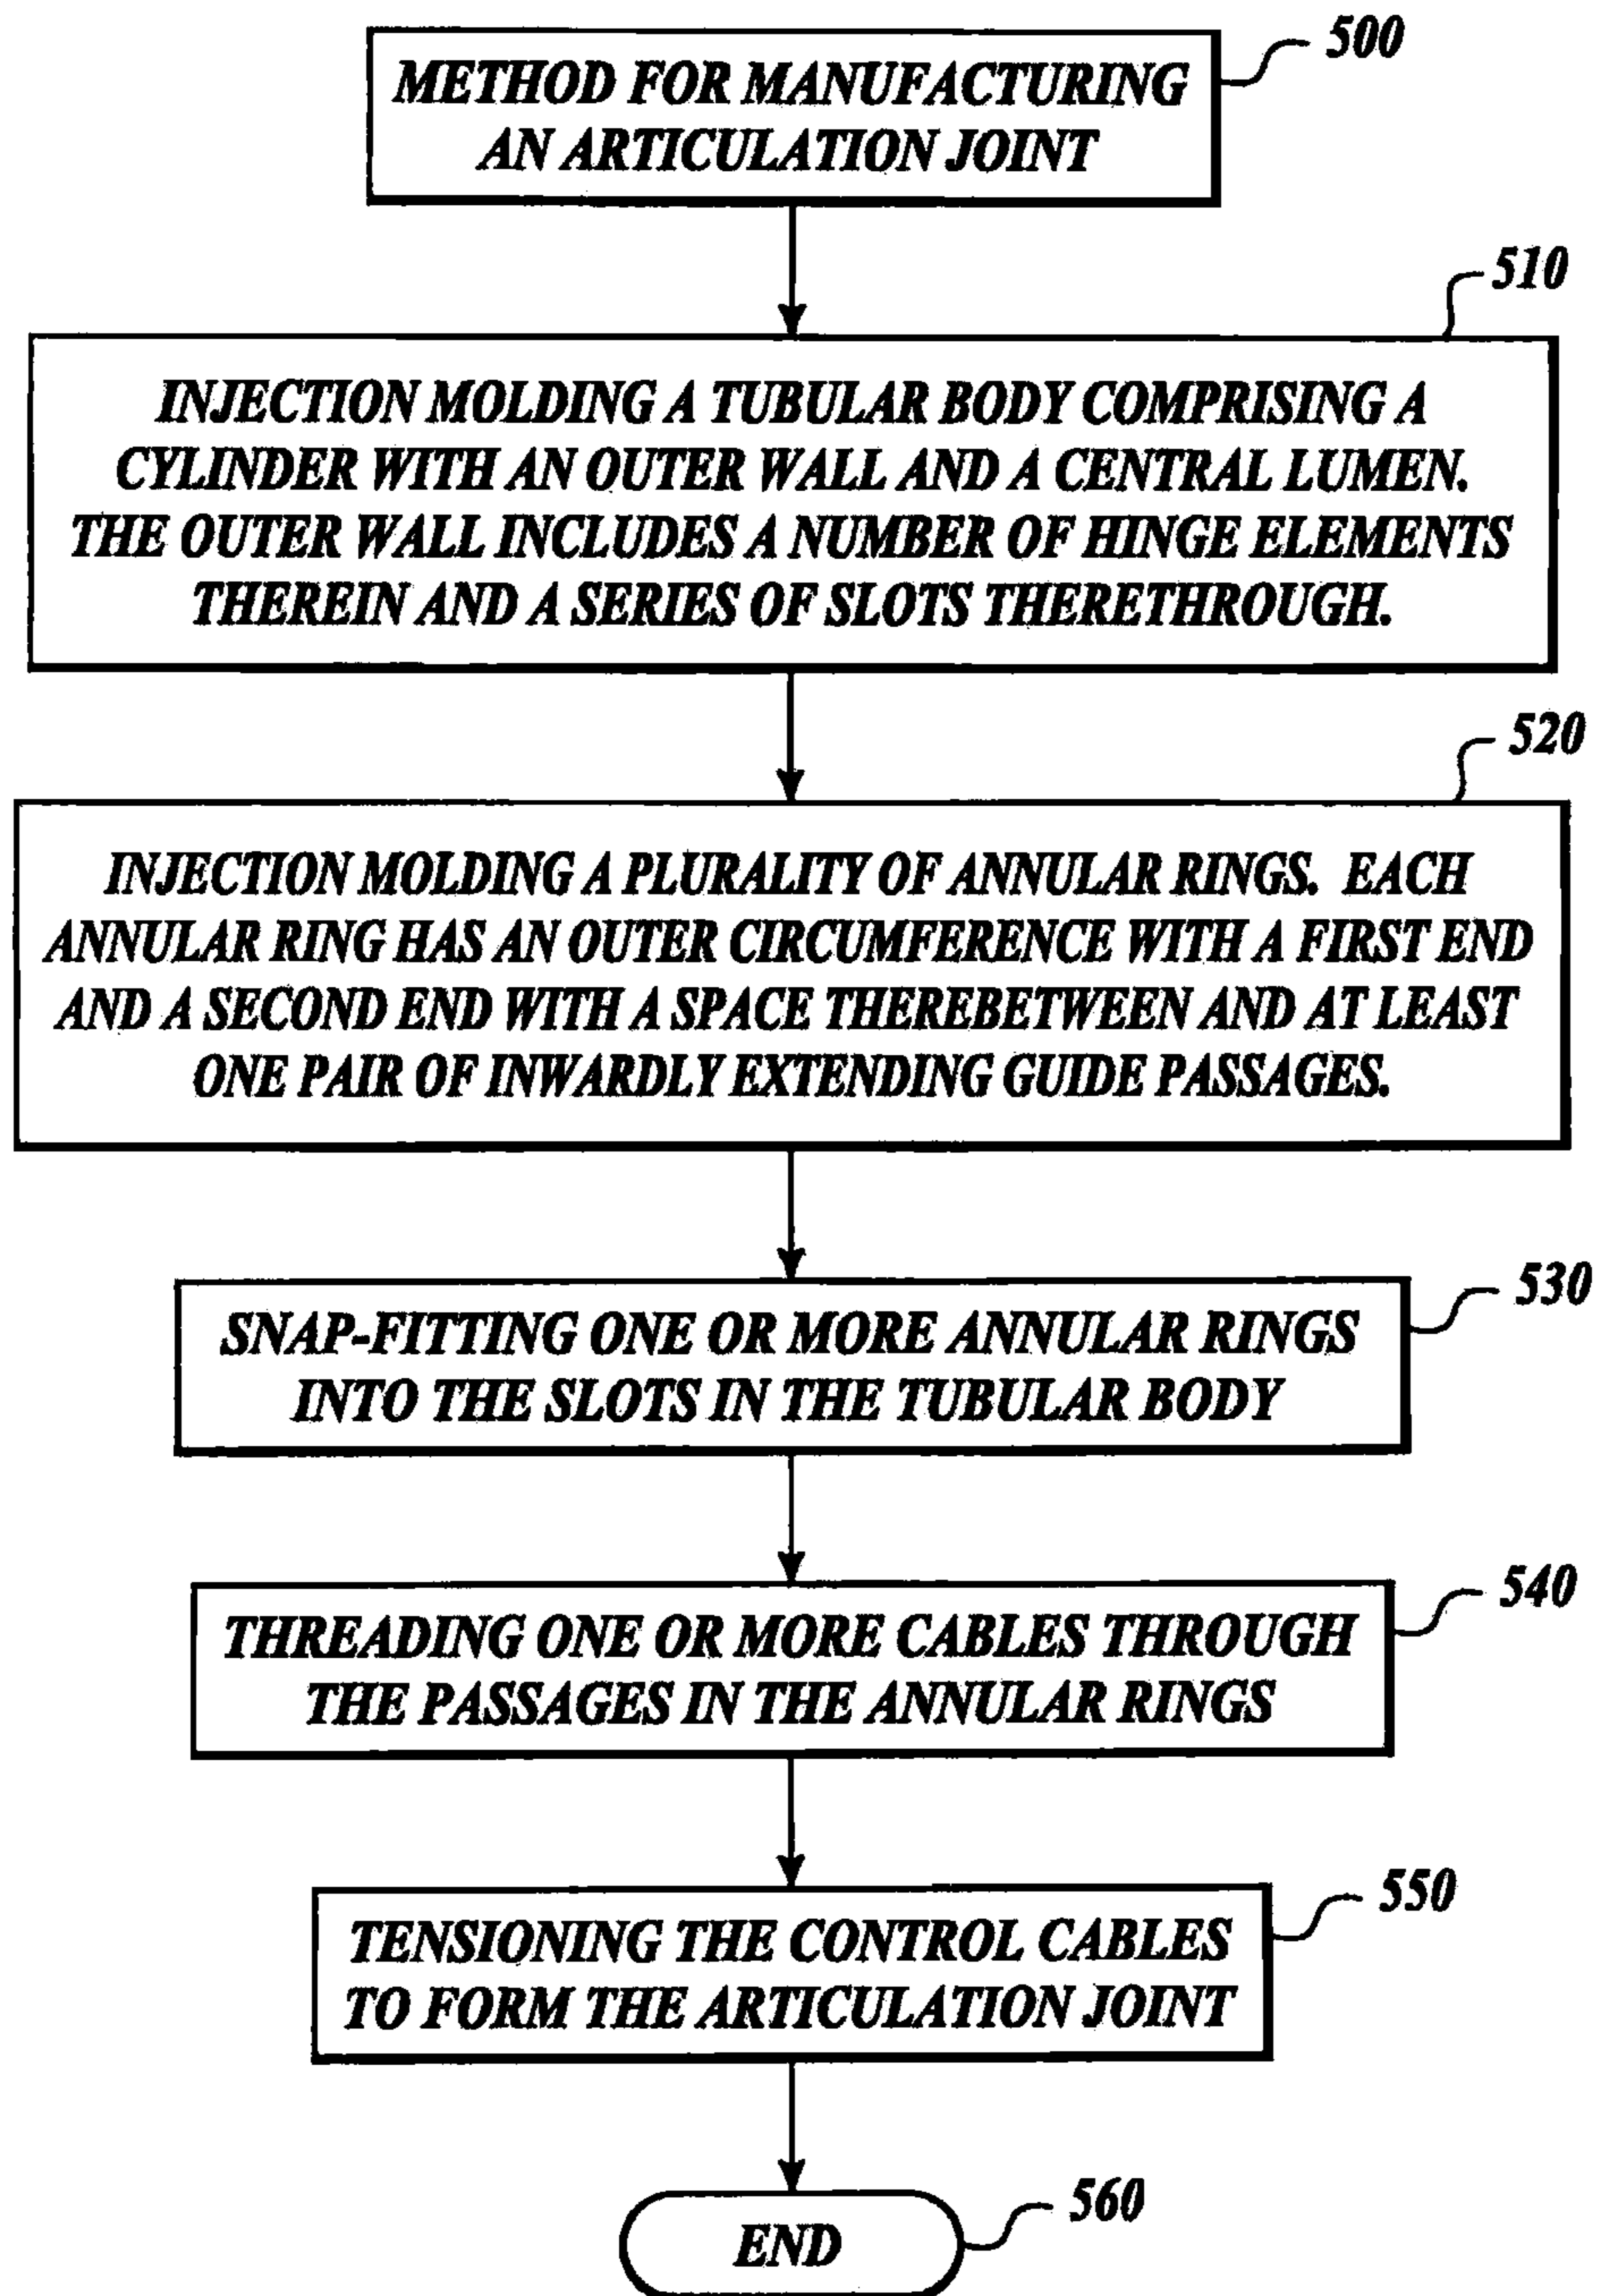 500
METHOD FOR MANUFACTURING
AN ARTICULATION JOINT
510
INJECTION MOLDING A TUBULAR BODY COMPRISING A
CYLINDER WITH AN OUTER WALL AND A CENTRAL LUMEN.
THE OUTER WALL INCLUDES A NUMBER OF HINGE ELEMENTS
THEREIN AND A SERIES OF SLOTS THERETHROUGH.
520
INJECTION MOLDING A PLURALITY OF ANNULAR RINGS. EACH
ANNULAR RING HAS AN OUTER CIRCUMFERENCE WITH A FIRST END
AND A SECOND END WITH A SPACE THEREBETWEEN AND AT LEAST
ONE PAIR OF INWARDLY EXTENDING GUIDE PASSAGES.
530
SNAP-FITTING ONE OR MORE ANNULAR RINGS
INTO THE SLOTS IN THE TUBULAR BODY
540
THREADING ONE OR MORE CABLES THROUGH
THE PASSAGES IN THE ANNULAR RINGS
550
TENSIONING THE CONTROL CABLES
TO FORM THE ARTICULATION JOINT
560
END